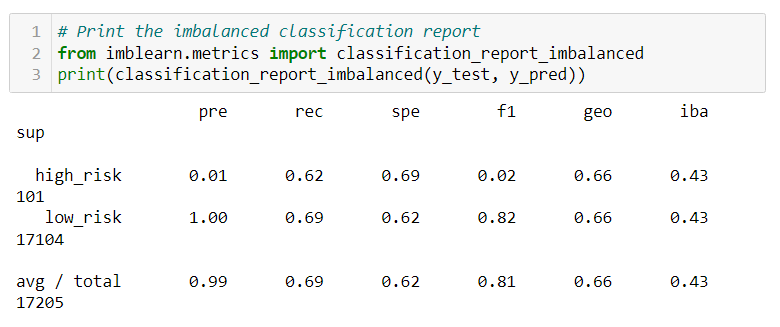 1 # Print the imbalanced classification report
2 from imblearn.metrics import classification_report_imbalanced
3 print(classification_report_imbalanced(y_test, y_pred))
pre rec spe f1 geo iba
sup
high_risk 0.01 0.62 0.69 0.02 0.66 0.43
101
low_risk 1.00 0.69 0.62 0.82 0.66 0.43
17104
avg / total 0.99 0.69 0.62 0.81 0.66 0.43
17205